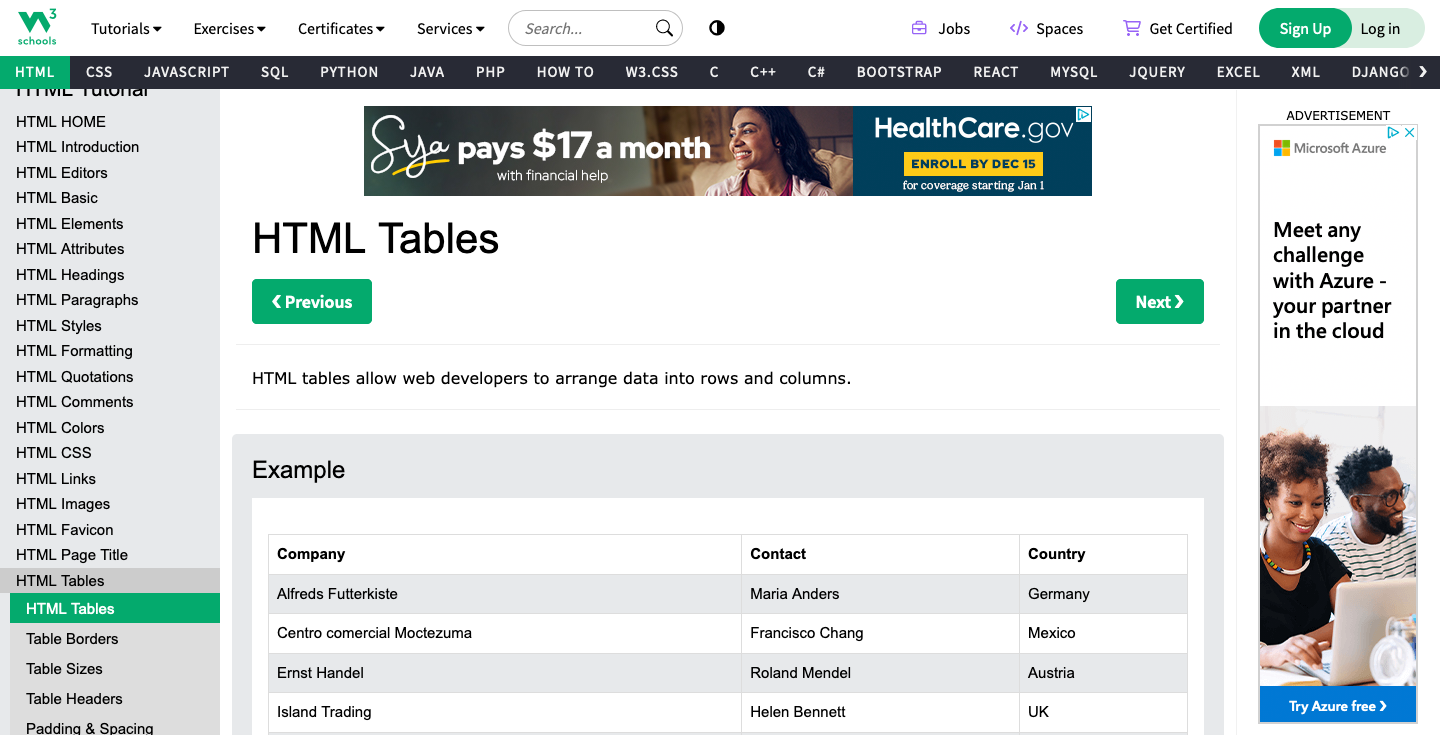 W3
schools
Tutorials
Exercises
Certificates
Services
Search...
Jobs
Spaces
Get Certified
Sign Up
Log in
HTML CSS JAVASCRIPT SQL PYTHON JAVA PHP HOW TO W3.CSS C C++ C# BOOTSTRAP REACT MYSQL JQUERY EXCEL XML DJANGO ❯
HTML Tutorial
HTML HOME
HTML Introduction
HTML Editors
HTML Basic
HTML Elements
HTML Attributes
HTML Headings
HTML Paragraphs
HTML Styles
HTML Formatting
HTML Quotations
HTML Comments
HTML Colors
HTML CSS
HTML Links
HTML Images
HTML Favicon
HTML Page Title
HTML Tables
HTML Tables
Table Borders
Table Sizes
Table Headers
Padding & Spacing
Sya pays $17 a month
with financial help
HealthCare.gov
ENROLL BY DEC 15
for coverage starting Jan 1
HTML Tables
❮ Previous
Next ❯
HTML tables allow web developers to arrange data into rows and columns.
Example
Company Contact Country
Alfreds Futterkiste Maria Anders Germany
Centro comercial Moctezuma Francisco Chang Mexico
Ernst Handel Roland Mendel Austria
Island Trading Helen Bennett UK
ADVERTISEMENT
Microsoft Azure
Meet any
challenge
with Azure -
your partner
in the cloud
Try Azure free ❯